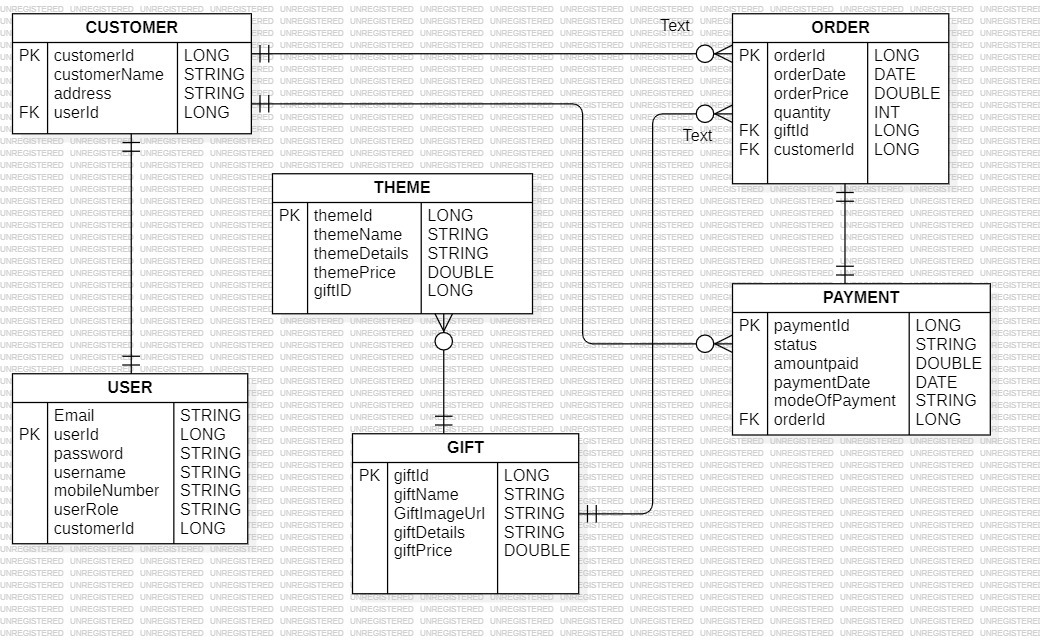 CUSTOMER
PK customerId LONG
customerName STRING
address STRING
FK userId LONG
Text
ORDER
PK orderId LONG
orderDate DATE
orderPrice DOUBLE
quantity INT
FK giftId LONG
FK customerId LONG
Text
THEME
PK themeId LONG
themeName STRING
themeDetails STRING
themePrice DOUBLE
giftID LONG
PAYMENT
PK paymentId LONG
status STRING
amountpaid DOUBLE
paymentDate DATE
modeOfPayment STRING
FK orderId LONG
USER
Email STRING
PK userId LONG
password STRING
username STRING
mobileNumber STRING
userRole STRING
customerId LONG
GIFT
PK giftId LONG
giftName STRING
GiftImageUrl STRING
giftDetails STRING
giftPrice DOUBLE
UNREGISTERED